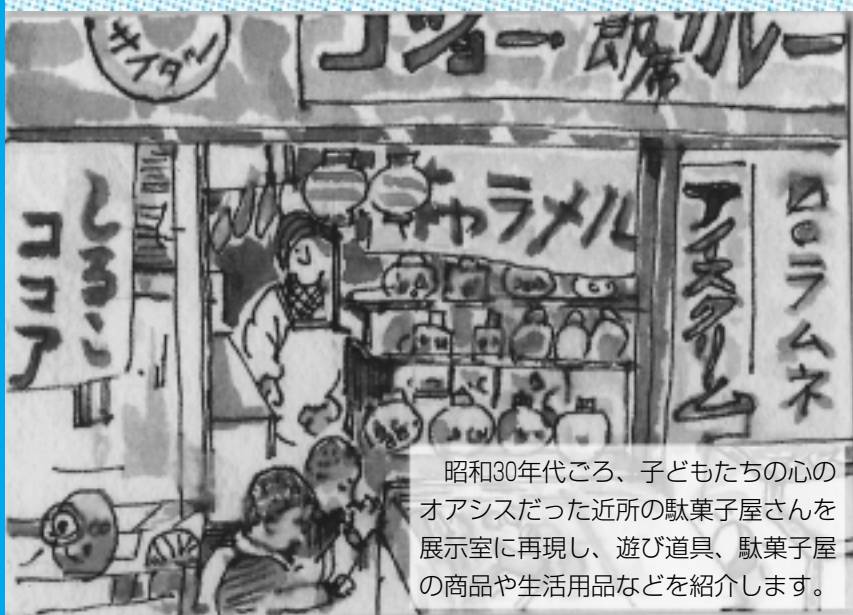 キイタン
コショー 即席カレー
キャラメル
しるこ
ココア
アイスクリーム
ラムネ
昭和30年代ごろ、子どもたちの心の
オアシスだった近所の駄菓子屋さんを
展示室に再現し、遊び道具、駄菓子屋
の商品や生活用品などを紹介します。